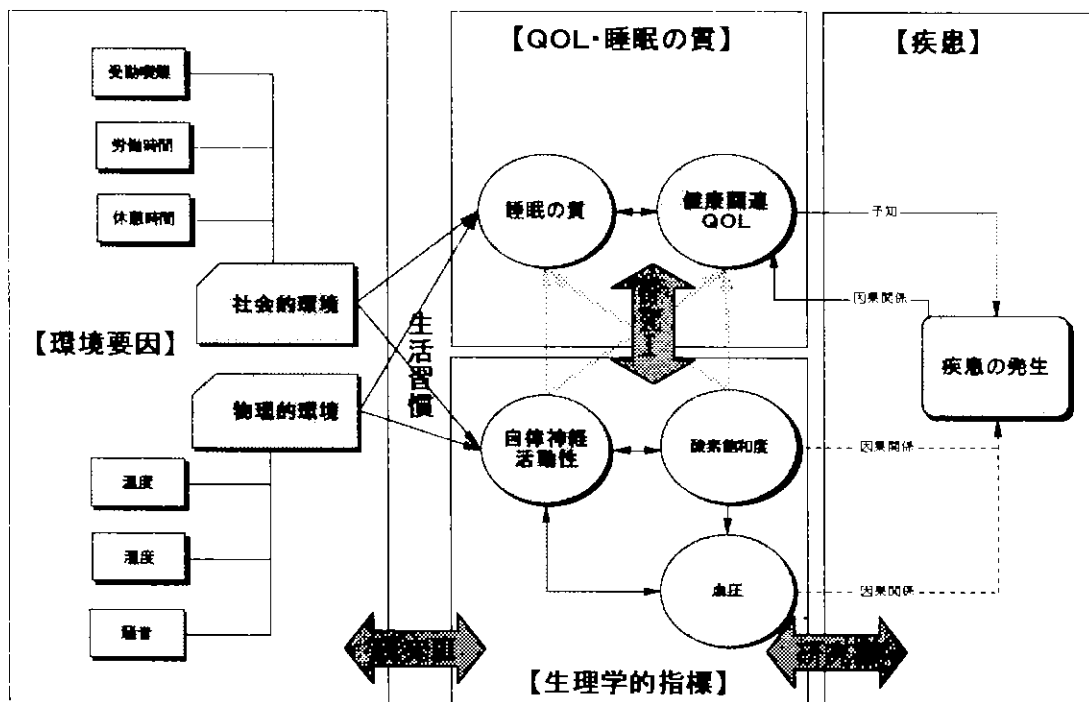 【QOL・睡眠の質】
【疾患】
受動喫煙
労働時間
休憩時間
睡眠の質
健康関連
QOL
予知
社会的環境
【環境要因】
生活習慣
因果関係
疾患の発生
物理的環境
自律神経
活動性
酸素飽和度
因果関係
温度
血圧
因果関係
騒音
【生理学的指標】